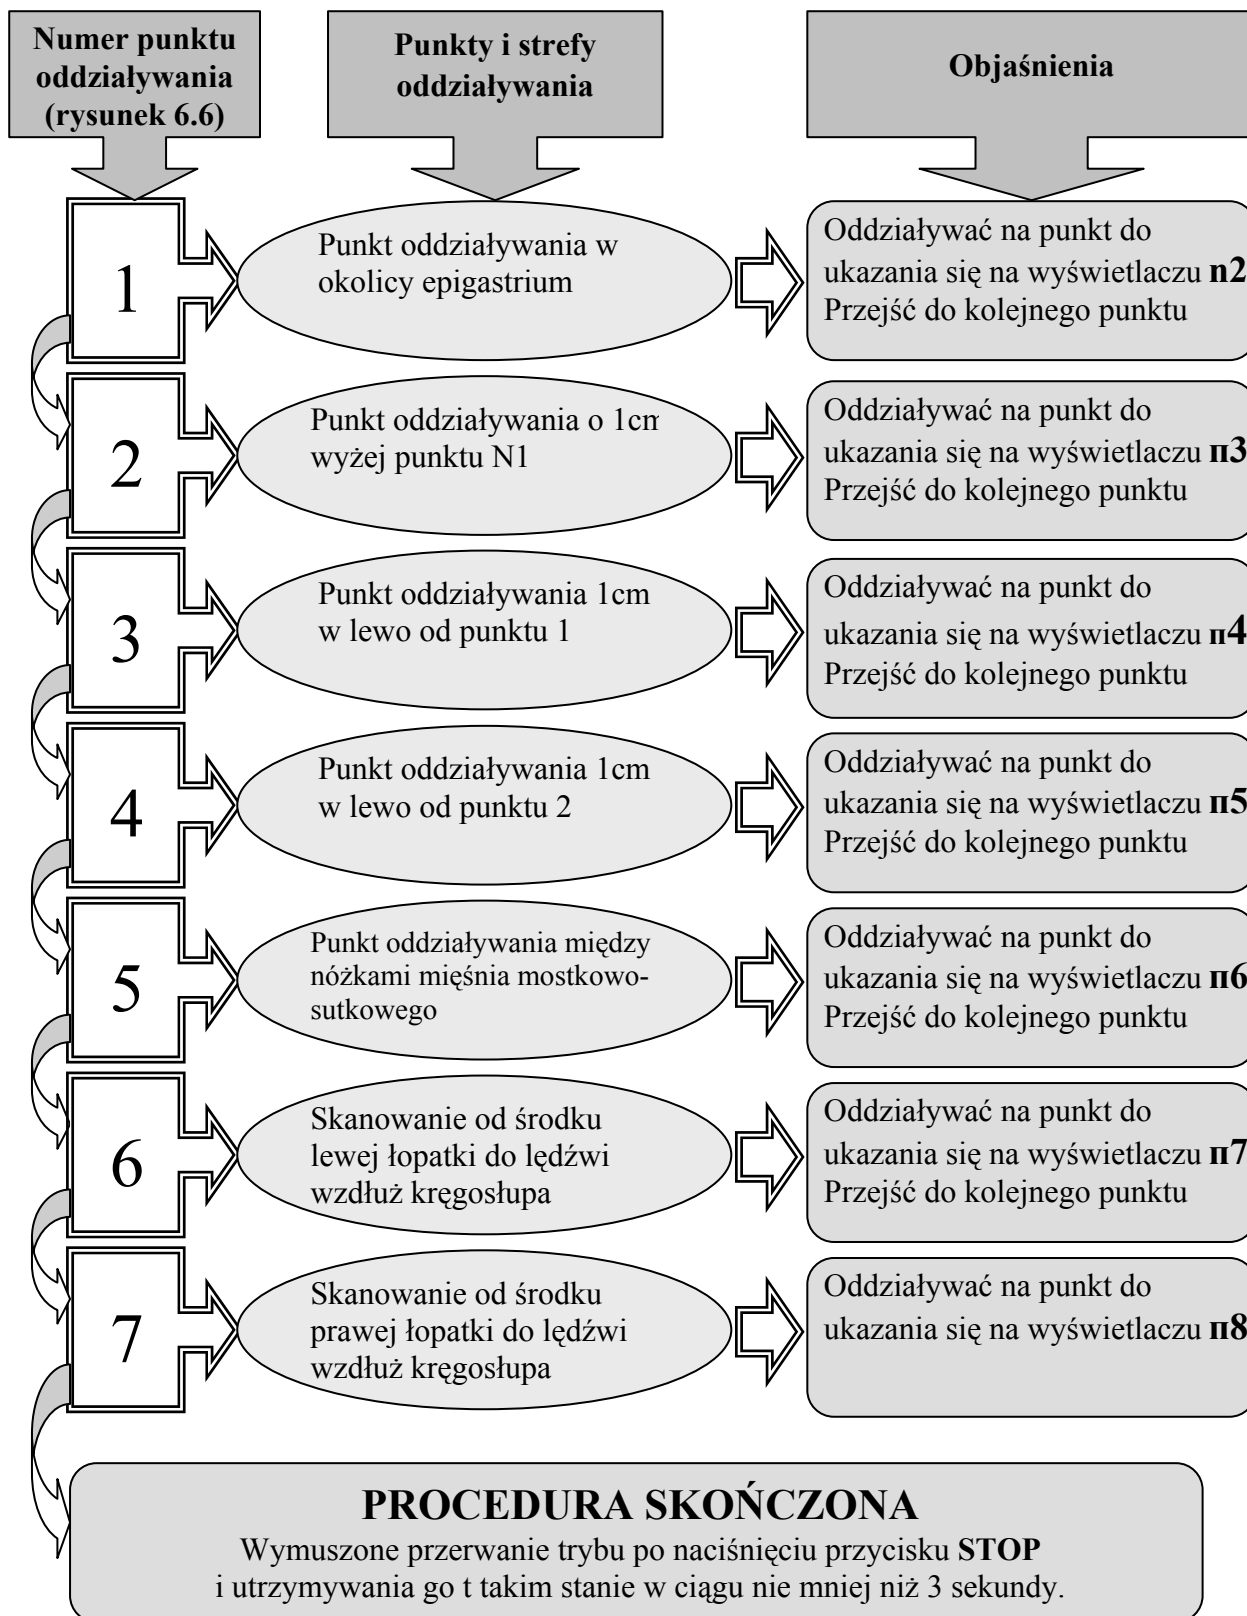 Numer punktu
oddziaływania
(rysunek 6.6)
Punkty i strefy
oddziaływania
Objaśnienia
1
Punkt oddziaływania w
okolicy epigastrium
Oddziaływać na punkt do
ukazania się na wyświetlaczu n2
Przejść do kolejnego punktu
2
Punkt oddziaływania o 1cm
wyżej punktu N1
Oddziaływać na punkt do
ukazania się na wyświetlaczu п3
Przejść do kolejnego punktu
3
Punkt oddziaływania 1cm
w lewo od punktu 1
Oddziaływać na punkt do
ukazania się na wyświetlaczu п4
Przejść do kolejnego punktu
4
Punkt oddziaływania 1cm
w lewo od punktu 2
Oddziaływać na punkt do
ukazania się na wyświetlaczu п5
Przejść do kolejnego punktu
5
Punkt oddziaływania między
nóżkami mięśnia mostkowo-
sutkowego
Oddziaływać na punkt do
ukazania się na wyświetlaczu п6
Przejść do kolejnego punktu
6
Skanowanie od środku
lewej łopatki do lędźwi
wzdłuż kręgosłupa
Oddziaływać na punkt do
ukazania się na wyświetlaczu п7
Przejść do kolejnego punktu
7
Skanowanie od środku
prawej łopatki do lędźwi
wzdłuż kręgosłupa
Oddziaływać na punkt do
ukazania się na wyświetlaczu п8
PROCEDURA SKOŃCZONA
Wymuszone przerwanie trybu po naciśnięciu przycisku STOP
i utrzymywania go t takim stanie w ciągu nie mniej niż 3 sekundy.